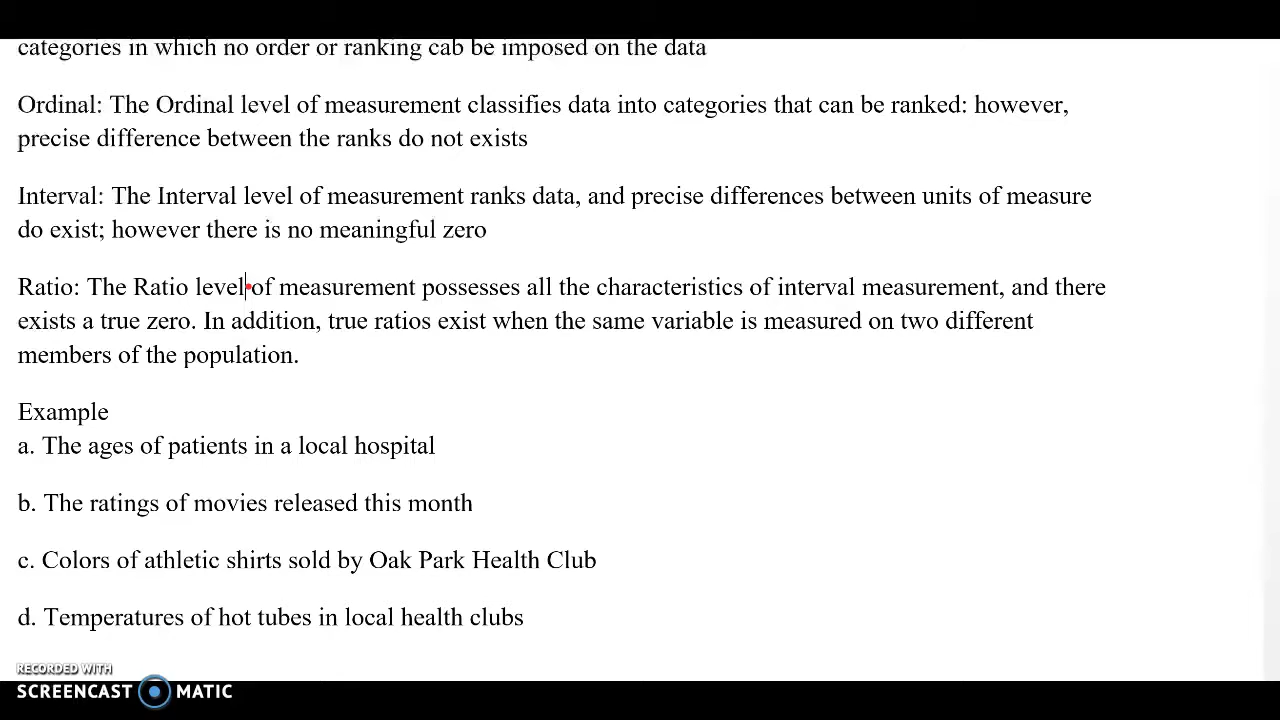 categories in which no order or ranking cab be imposed on the data
Ordinal: The Ordinal level of measurement classifies data into categories that can be ranked: however,
precise difference between the ranks do not exists
Interval: The Interval level of measurement ranks data, and precise differences between units of measure
do exist; however there is no meaningful zero
Ratio: The Ratio level of measurement possesses all the characteristics of interval measurement, and there
exists a true zero. In addition, true ratios exist when the same variable is measured on two different
members of the population.
Example
a. The ages of patients in a local hospital
b. The ratings of movies released this month
c. Colors of athletic shirts sold by Oak Park Health Club
d. Temperatures of hot tubes in local health clubs
RECORDED WITH
SCREENCAST MATIC